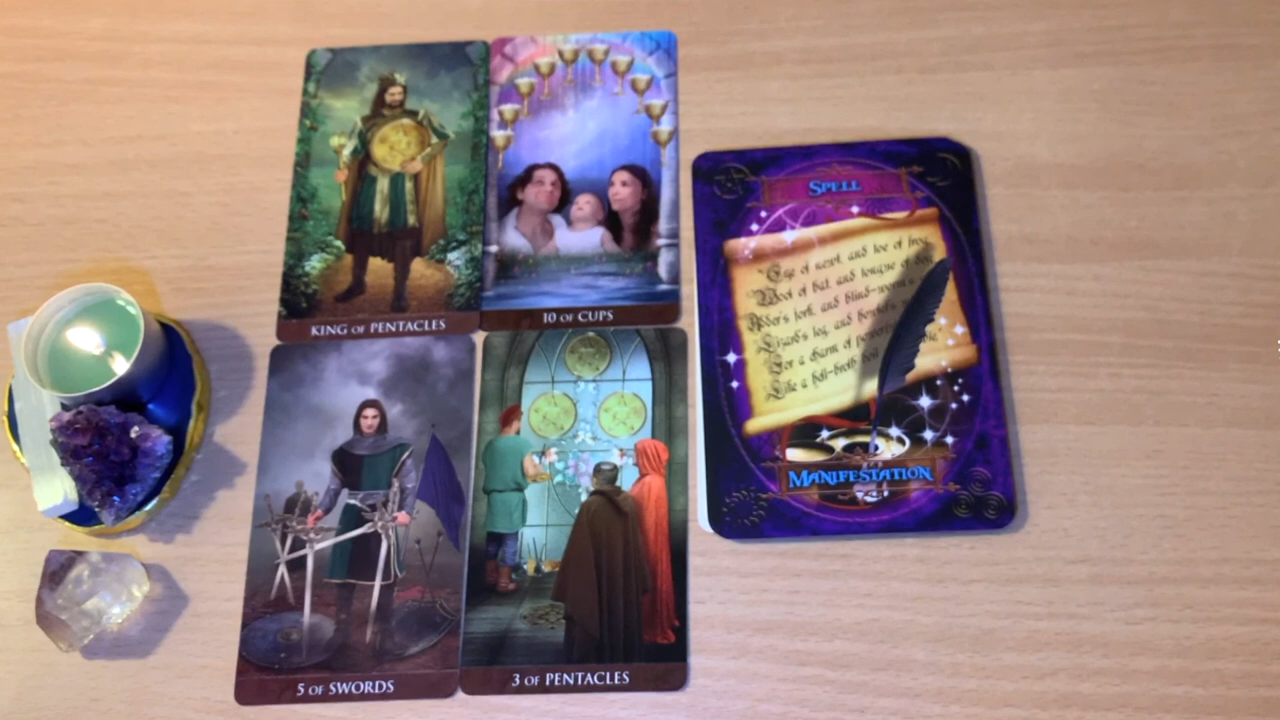 KING OF PENTACLES
10 OF CUPS
5 OF SWORDS
3 OF PENTACLES
SPELL
"Eye of newt, and toe of frog,
Wool of bat, and tongue of dog,
Adder's fork, and blind-worm's
Lizard's leg, and
For a charm of
Like a hell-broth boil
MANIFESTATION